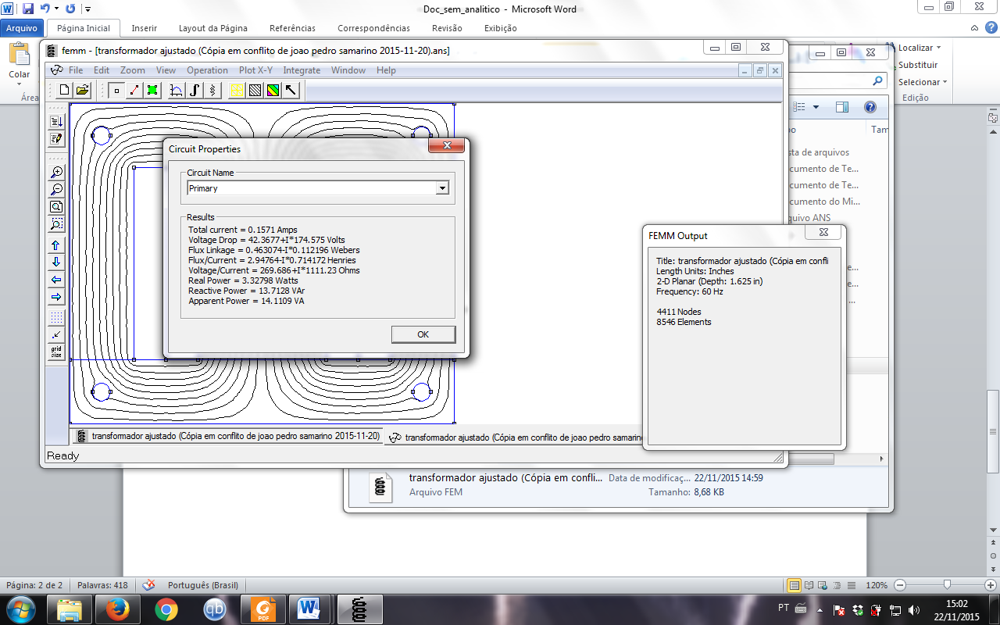 Doc_sem_analitico - Microsoft Word
Arquivo
Página Inicial
Inserir
Layout da Página
Referências
Correspondências
Revisão
Exibição
Colar
Área
Localizar
Substituir
Selecionar
Edição
femm - [transformador ajustado (Cópia em conflito de joao pedro samarino 2015-11-20).ans]
File Edit Zoom View Operation Plot X-Y Integrate Window Help
grid
size
Circuit Properties
Circuit Name
Primary
Results
Total current = 0.1571 Amps
Voltage Drop = 42.3677+I*174.575 Volts
Flux Linkage = 0.463074-I*0.112196 Webers
Flux/Current = 2.94764-I*0.714172 Henries
Voltage/Current = 269.686+I*1111.23 Ohms
Real Power = 3.32798 Watts
Reactive Power = 13.7128 VAr
Apparent Power = 14.1109 VA
OK
Tam
sta de arquivos
ocumento de Te...
ocumento de Te...
ocumento do Mi...
quivo ANS
FEMM Output
Title: transformador ajustado (Cópia em confli
Length Units: Inches
2-D Planar (Depth: 1.625 in)
Frequency: 60 Hz
4411 Nodes
8546 Elements
transformador ajustado (Cópia em conflito de joao pedro samarino 2015-11-20)
transformador ajustado (Cópia em conflito de joao pedro samarin
Ready
transformador ajustado (Cópia em confli...
Data de modificaç... 22/11/2015 14:59
Arquivo FEM
Tamanho: 8,68 KB
Página: 2 de 2
Palavras: 418
Português (Brasil)
120%
qb
PDF
W
PT
15:02
22/11/2015